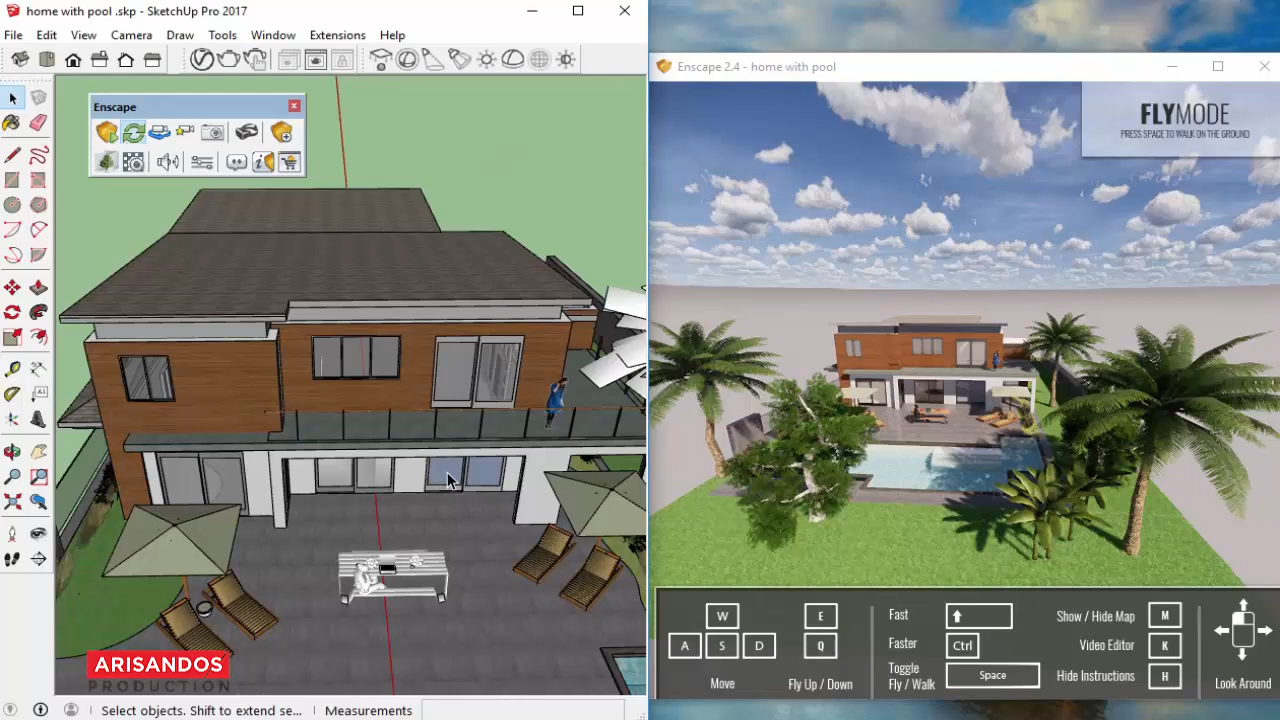 home with pool .skp - SketchUp Pro 2017
File Edit View Camera Draw Tools Window Extensions Help
Enscape
ARISANDOS
PRODUCTION
Select objects. Shift to extend se...
Measurements
Enscape 2.4 - home with pool
FLYMODE
PRESS SPACE TO WALK ON THE GROUND
W
A S D
Move
E
Q
Fly Up / Down
Fast
Faster Ctrl
Toggle
Fly / Walk
Space
Show / Hide Map M
Video Editor K
Hide Instructions H
Look Around